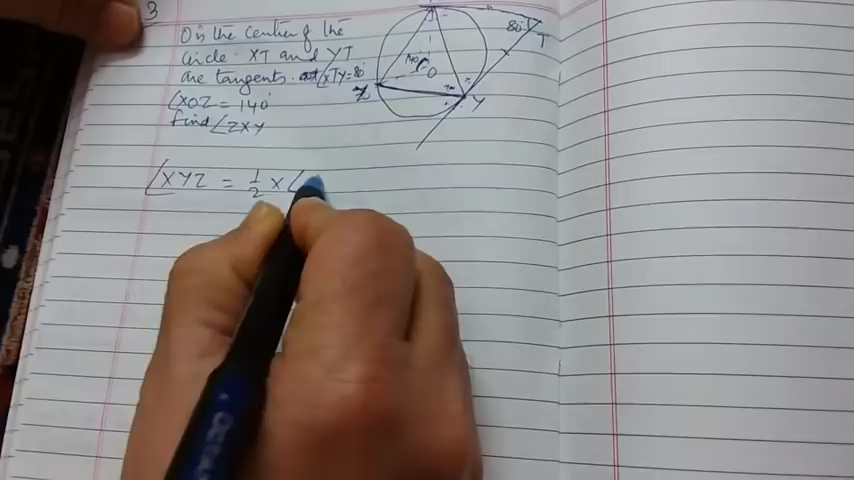 3
O is the center of the
circle. XT and YT
are tangents. ∠XTY=80°
∠XOZ = 140°
find ∠ZXY
80°
T
140°
O
Z
Y
∠XYZ = 1/2 × ∠